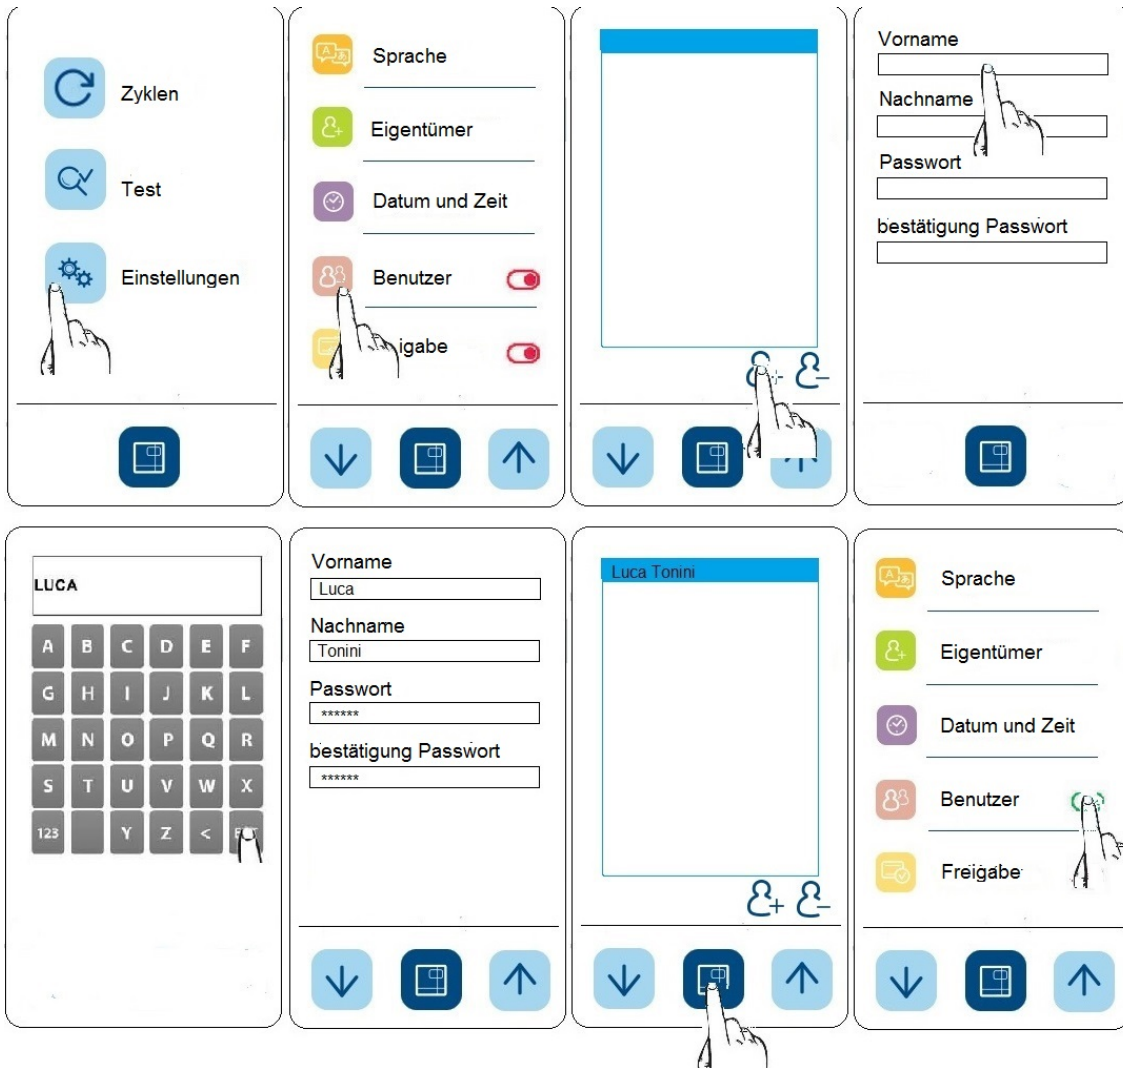 Zyklen
Test
Einstellungen
Sprache
Eigentümer
Datum und Zeit
Benutzer
igabe
Vorname
Nachname
Passwort
bestätigung Passwort
LUCA
A B C D E F
G H I J K L
M N O P Q R
S T U V W X
123 Y Z <
Vorname
Luca
Nachname
Tonini
Passwort
******
bestätigung Passwort
******
Luca Tonini
Sprache
Eigentümer
Datum und Zeit
Benutzer
Freigabe